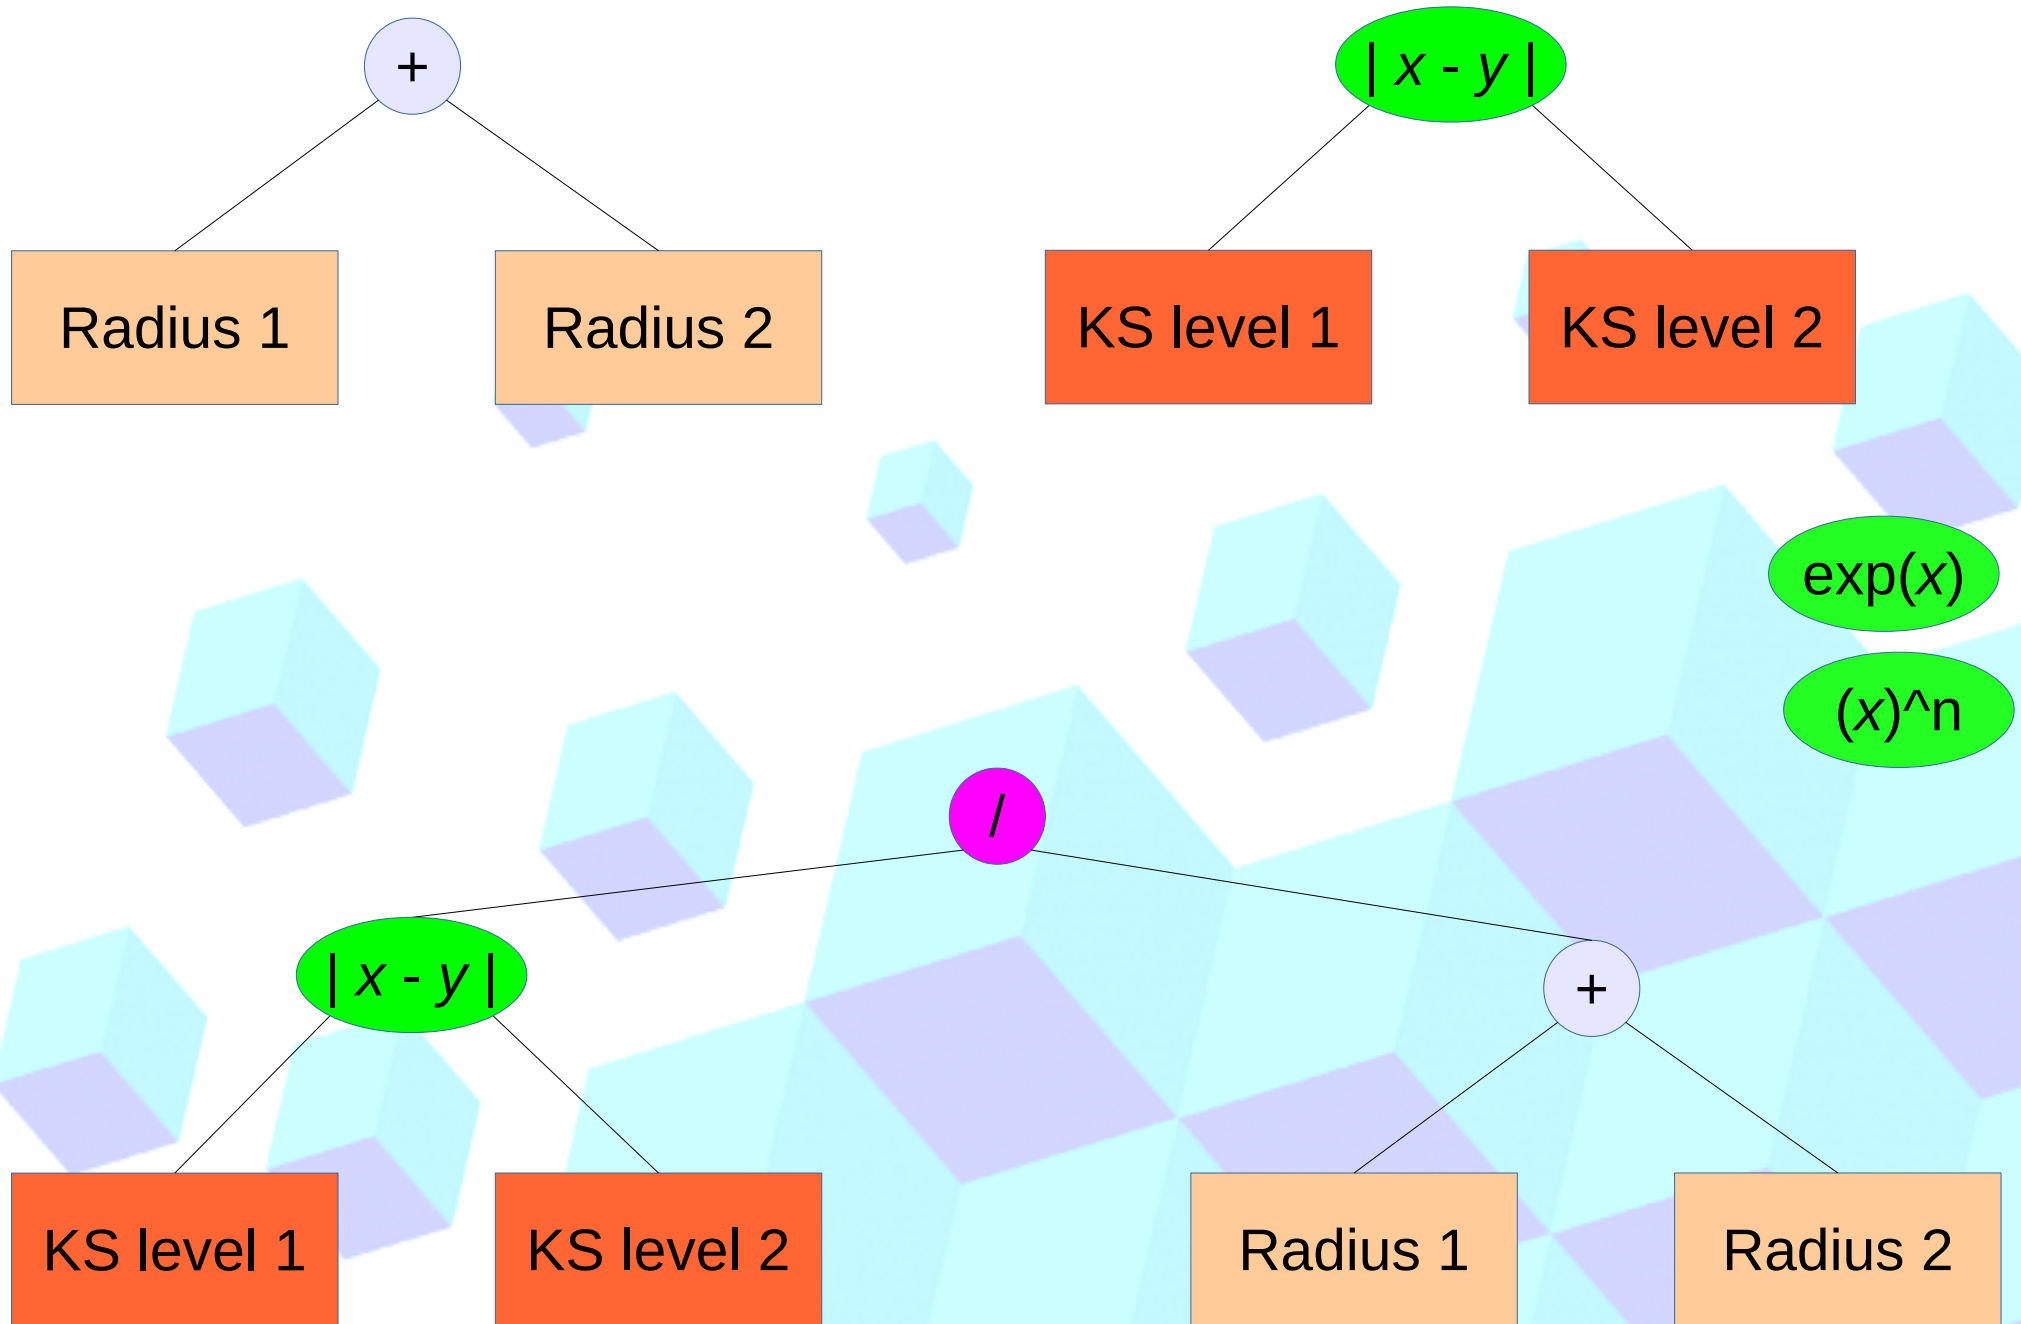 +
| x - y |
Radius 1
Radius 2
KS level 1
KS level 2
exp(x)
(x)^n
/
| x - y |
+
KS level 1
KS level 2
Radius 1
Radius 2